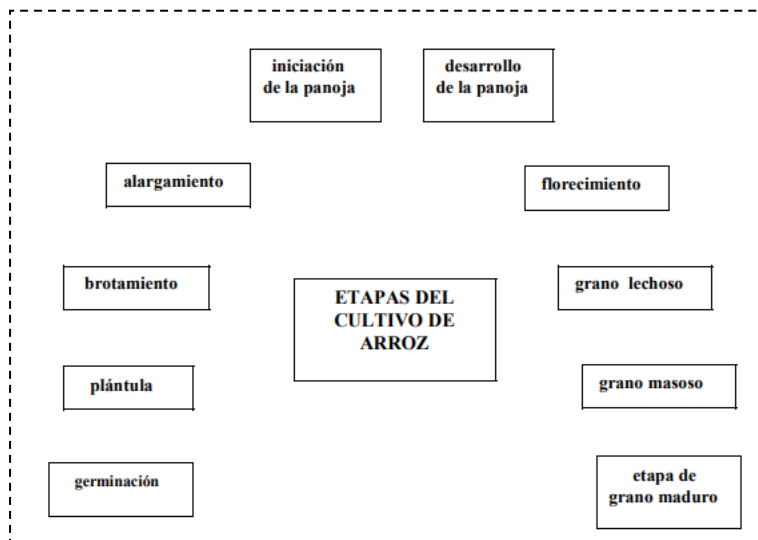 iniciación
de la panoja
desarrollo
de la panoja
alargamiento
florecimiento
brotamiento
grano lechoso
ETAPAS DEL
CULTIVO DE
ARROZ
plántula
grano masoso
germinación
etapa de
grano maduro